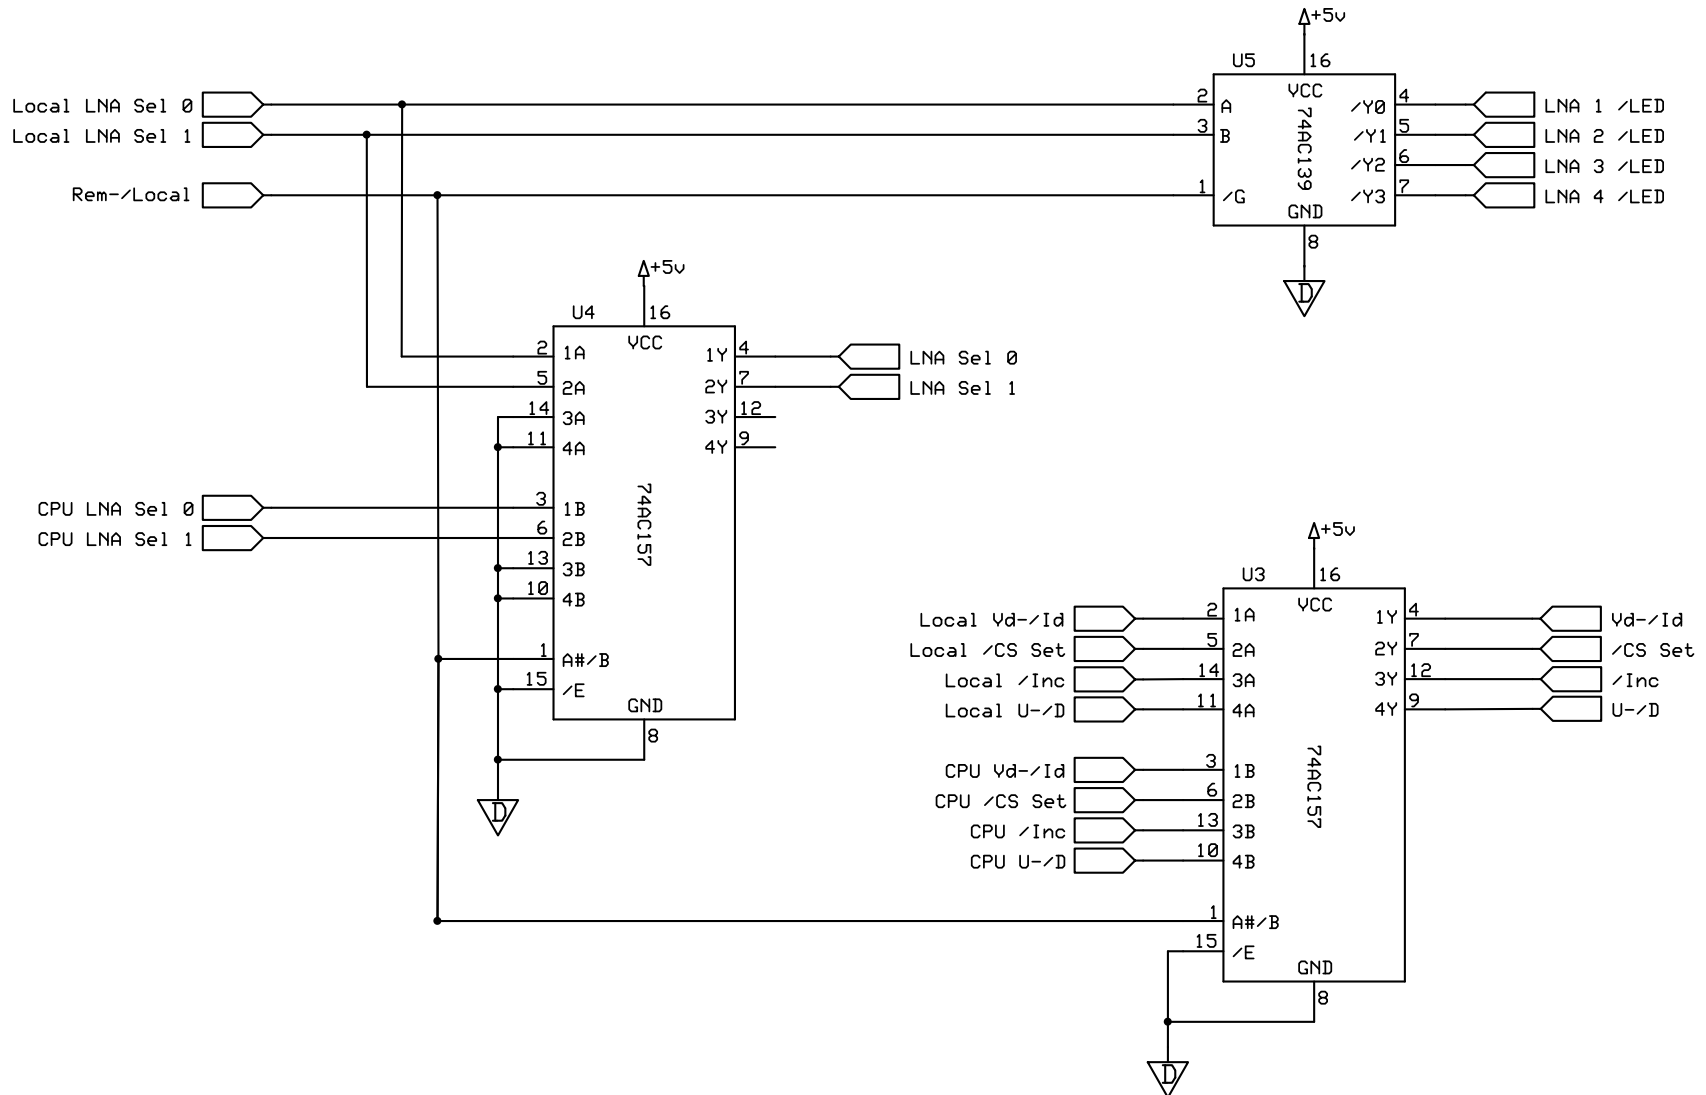 +5v
U5
16
VCC
Local LNA Sel 0
2
A
/Y0
4
LNA 1 /LED
Local LNA Sel 1
3
B
/Y1
5
LNA 2 /LED
74AC139
/Y2
6
LNA 3 /LED
Rem-/Local
1
/G
/Y3
7
LNA 4 /LED
GND
8
D
+5v
U4
16
VCC
2
1A
1Y
4
LNA Sel 0
5
2A
2Y
7
LNA Sel 1
14
3A
3Y
12
11
4A
4Y
9
74AC157
CPU LNA Sel 0
3
1B
CPU LNA Sel 1
6
2B
13
3B
10
4B
1
A#/B
15
/E
GND
8
D
+5v
U3
16
VCC
Local Vd-/Id
2
1A
1Y
4
Vd-/Id
Local /CS Set
5
2A
2Y
7
/CS Set
Local /Inc
14
3A
3Y
12
/Inc
Local U-/D
11
4A
4Y
9
U-/D
74AC157
CPU Vd-/Id
3
1B
CPU /CS Set
6
2B
CPU /Inc
13
3B
CPU U-/D
10
4B
1
A#/B
15
/E
GND
8
D